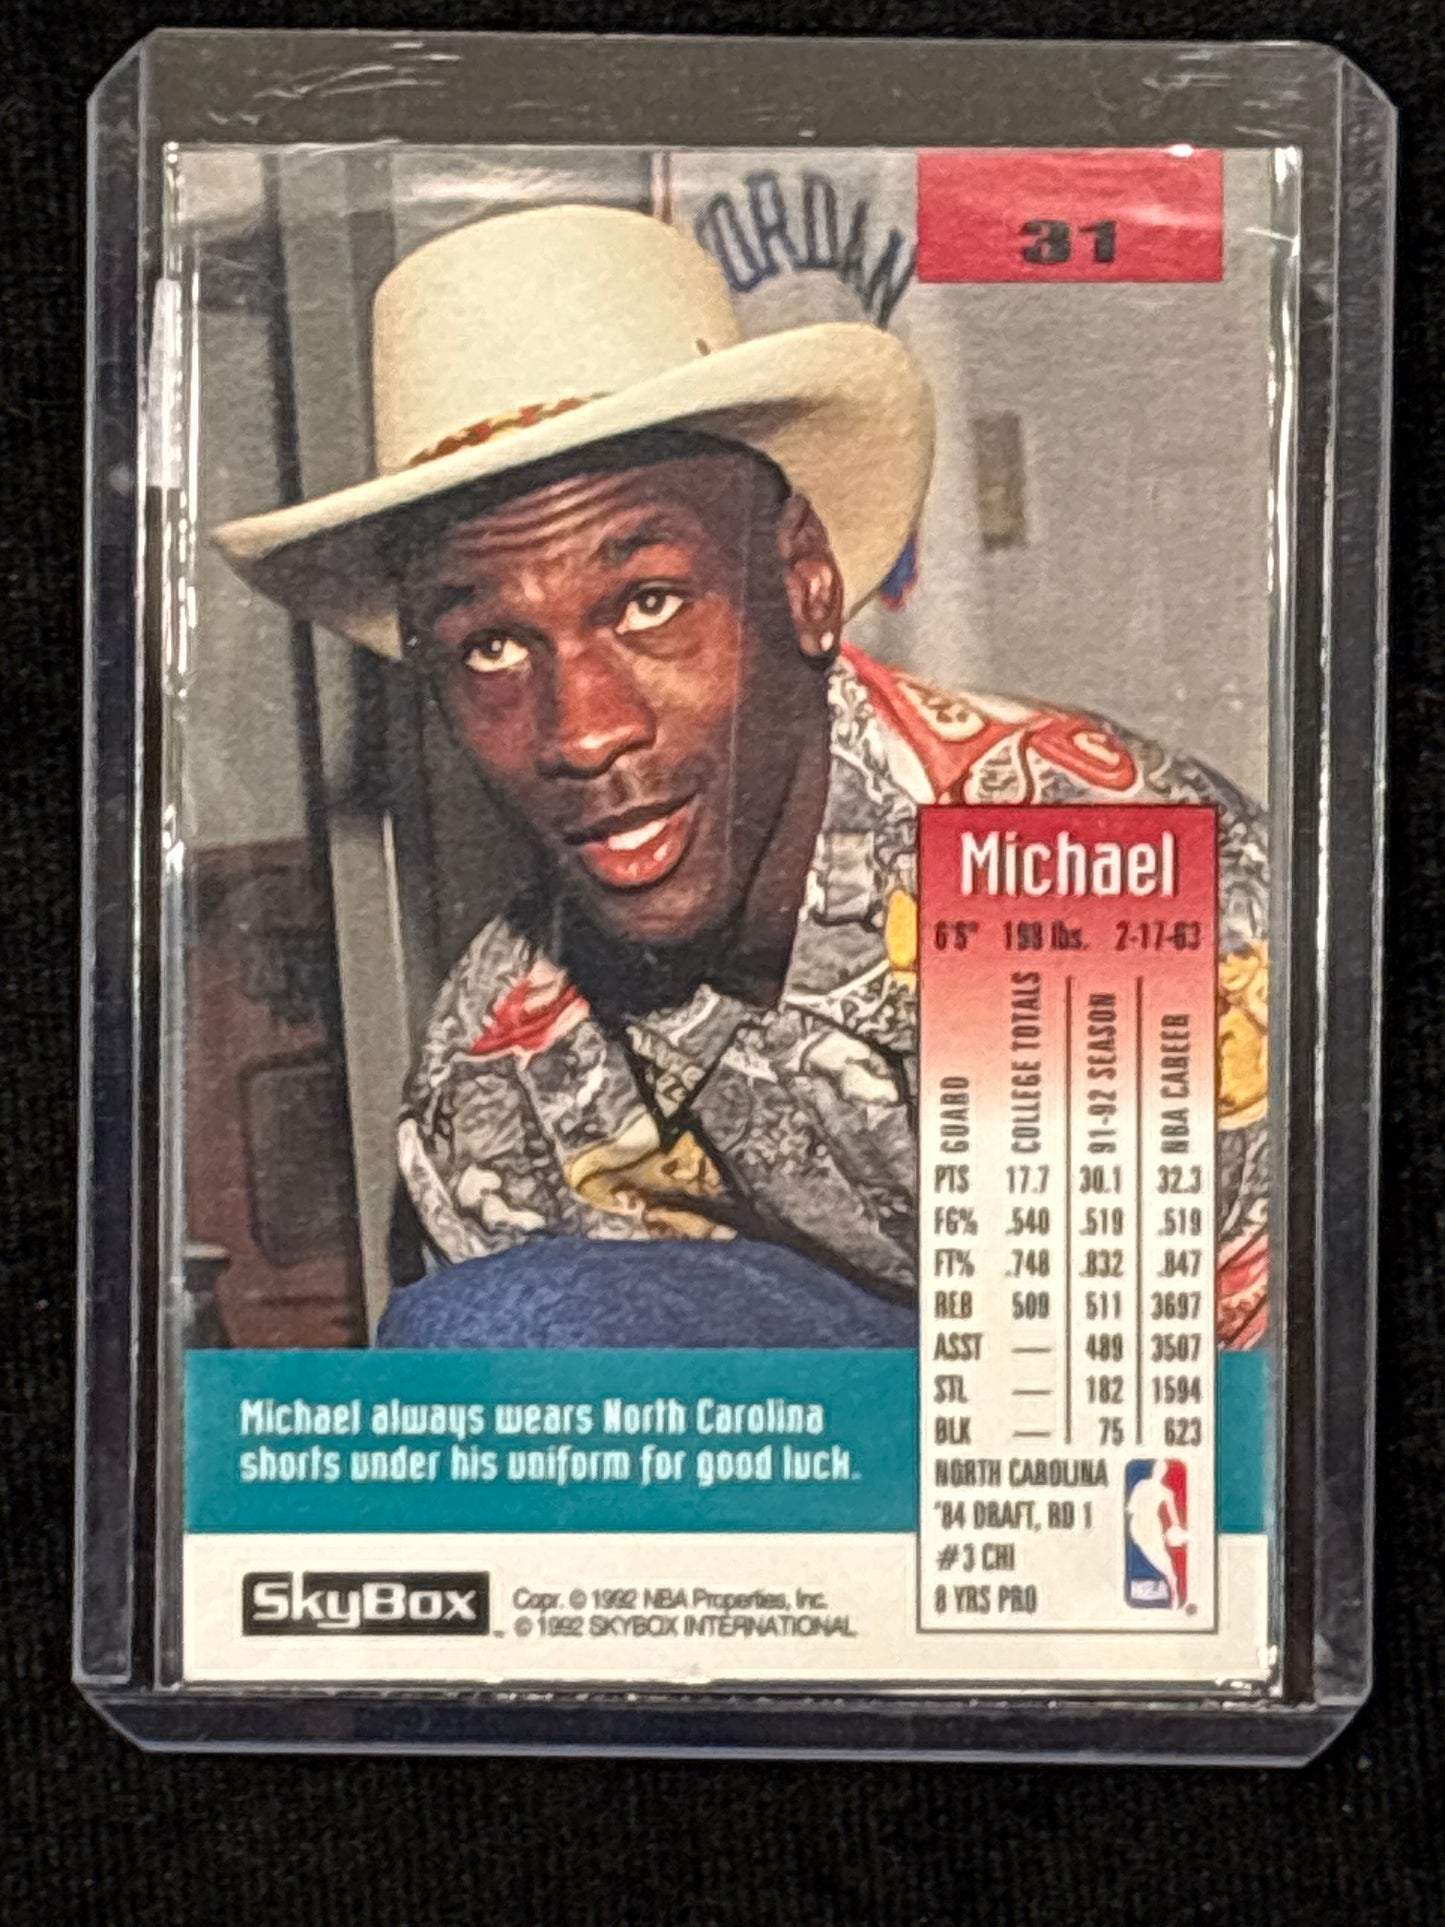 JORDAN
31
Michael
6'6" 198 lbs. 2-17-63
GUARD COLLEGE TOTALS 91-92 SEASON NBA CAREER
PTS 17.7 30.1 32.3
FG% .540 .519 .519
FT% .748 .832 .847
REB 509 511 3697
ASST — 489 3507
STL — 182 1594
BLK — 75 623
NORTH CAROLINA
'84 DRAFT, RD 1
#3 CHI
8 YRS PRO
NBA
Michael always wears North Carolina
shorts under his uniform for good luck.
SkyBox
Copr. © 1992 NBA Properties, Inc.
© 1992 SKYBOX INTERNATIONAL